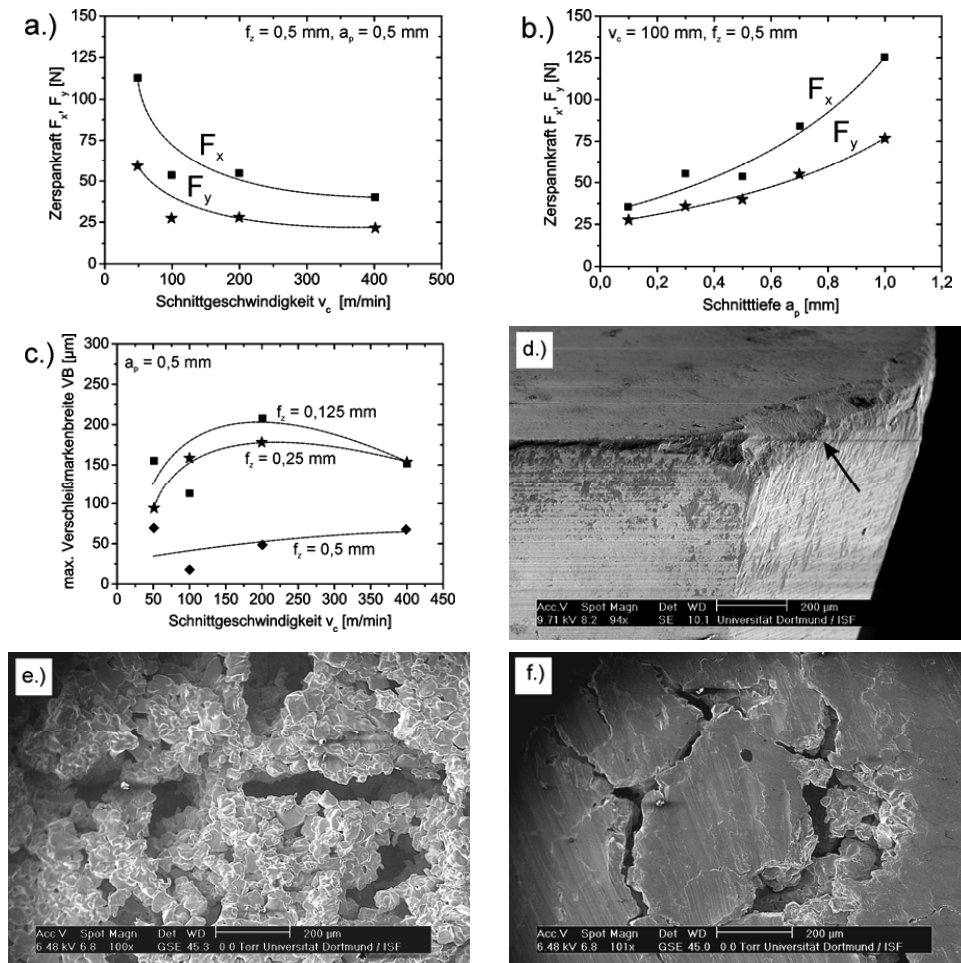 a.)
f_z = 0,5 mm, a_p = 0,5 mm
Zerspankraft F_x, F_y [N]
150
125
100
75
50
25
0
F_x
F_y
0 100 200 300 400 500
Schnittgeschwindigkeit v_c [m/min]
b.)
v_c = 100 mm, f_z = 0,5 mm
Zerspannkraft F_x, F_y [N]
150
125
100
75
50
25
0
F_x
F_y
0,0 0,2 0,4 0,6 0,8 1,0 1,2
Schnitttiefe a_p [mm]
c.)
a_p = 0,5 mm
max. Verschleißmarkenbreite VB [µm]
300
250
200
150
100
50
0
f_z = 0,125 mm
f_z = 0,25 mm
f_z = 0,5 mm
0 50 100 150 200 250 300 350 400 450
Schnittgeschwindigkeit v_c [m/min]
d.)
Acc.V Spot Magn Det WD 200 µm
9.71 kV 8.2 94x SE 10.1 Universität Dortmund / ISF
e.)
Acc.V Spot Magn Det WD 200 µm
6.48 kV 6.8 100x GSE 45.3 0.0 Torr Universität Dortmund / ISF
f.)
Acc.V Spot Magn Det WD 200 µm
6.48 kV 6.8 101x GSE 45.0 0.0 Torr Universität Dortmund / ISF